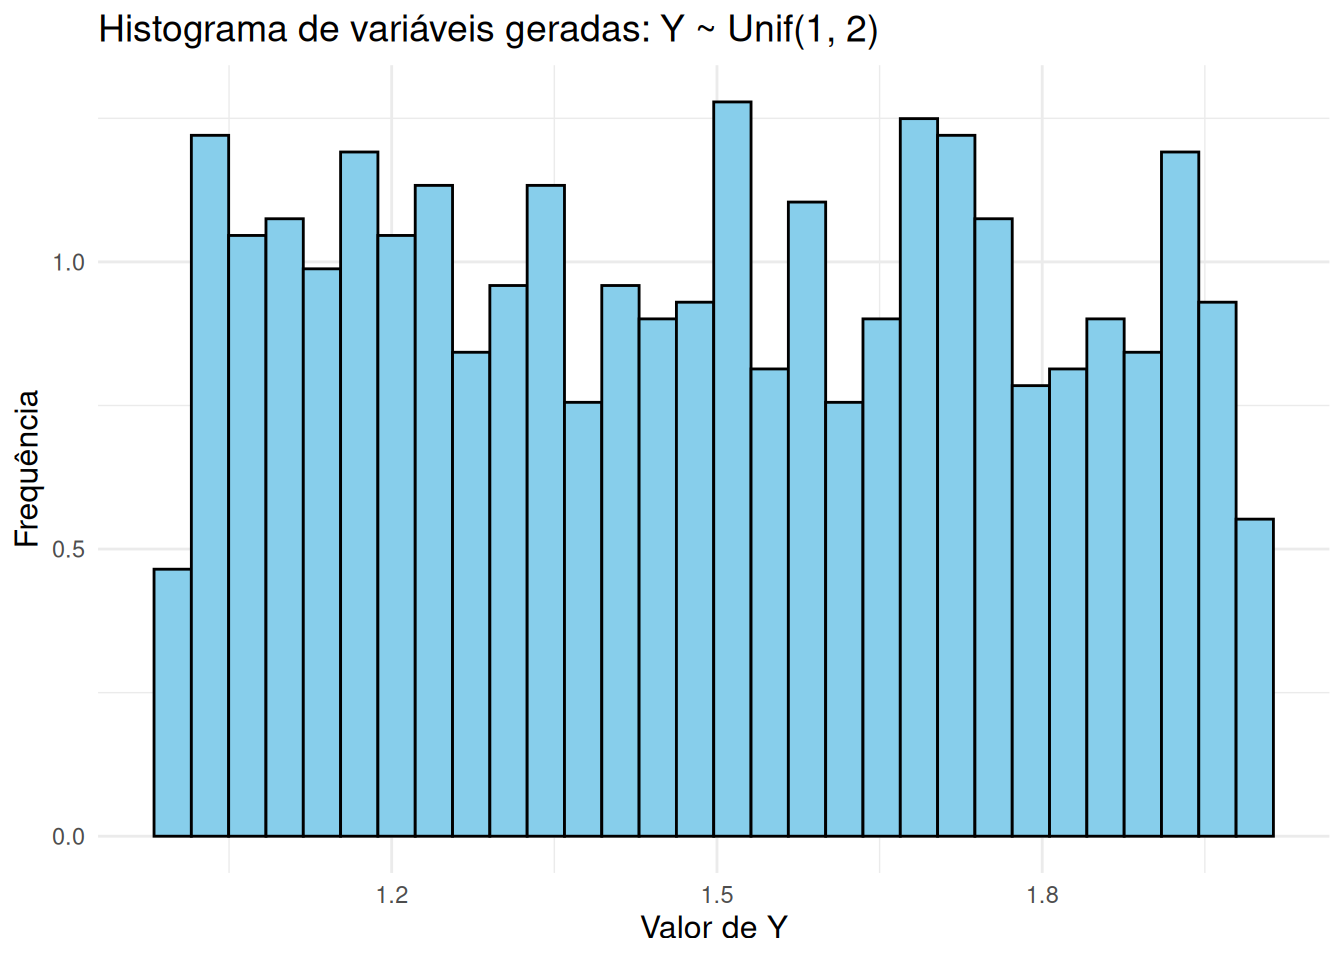 Histograma de variáveis geradas: Y ~ Unif(1, 2)
Frequência
1.0
0.5
0.0
1.2 1.5 1.8
Valor de Y